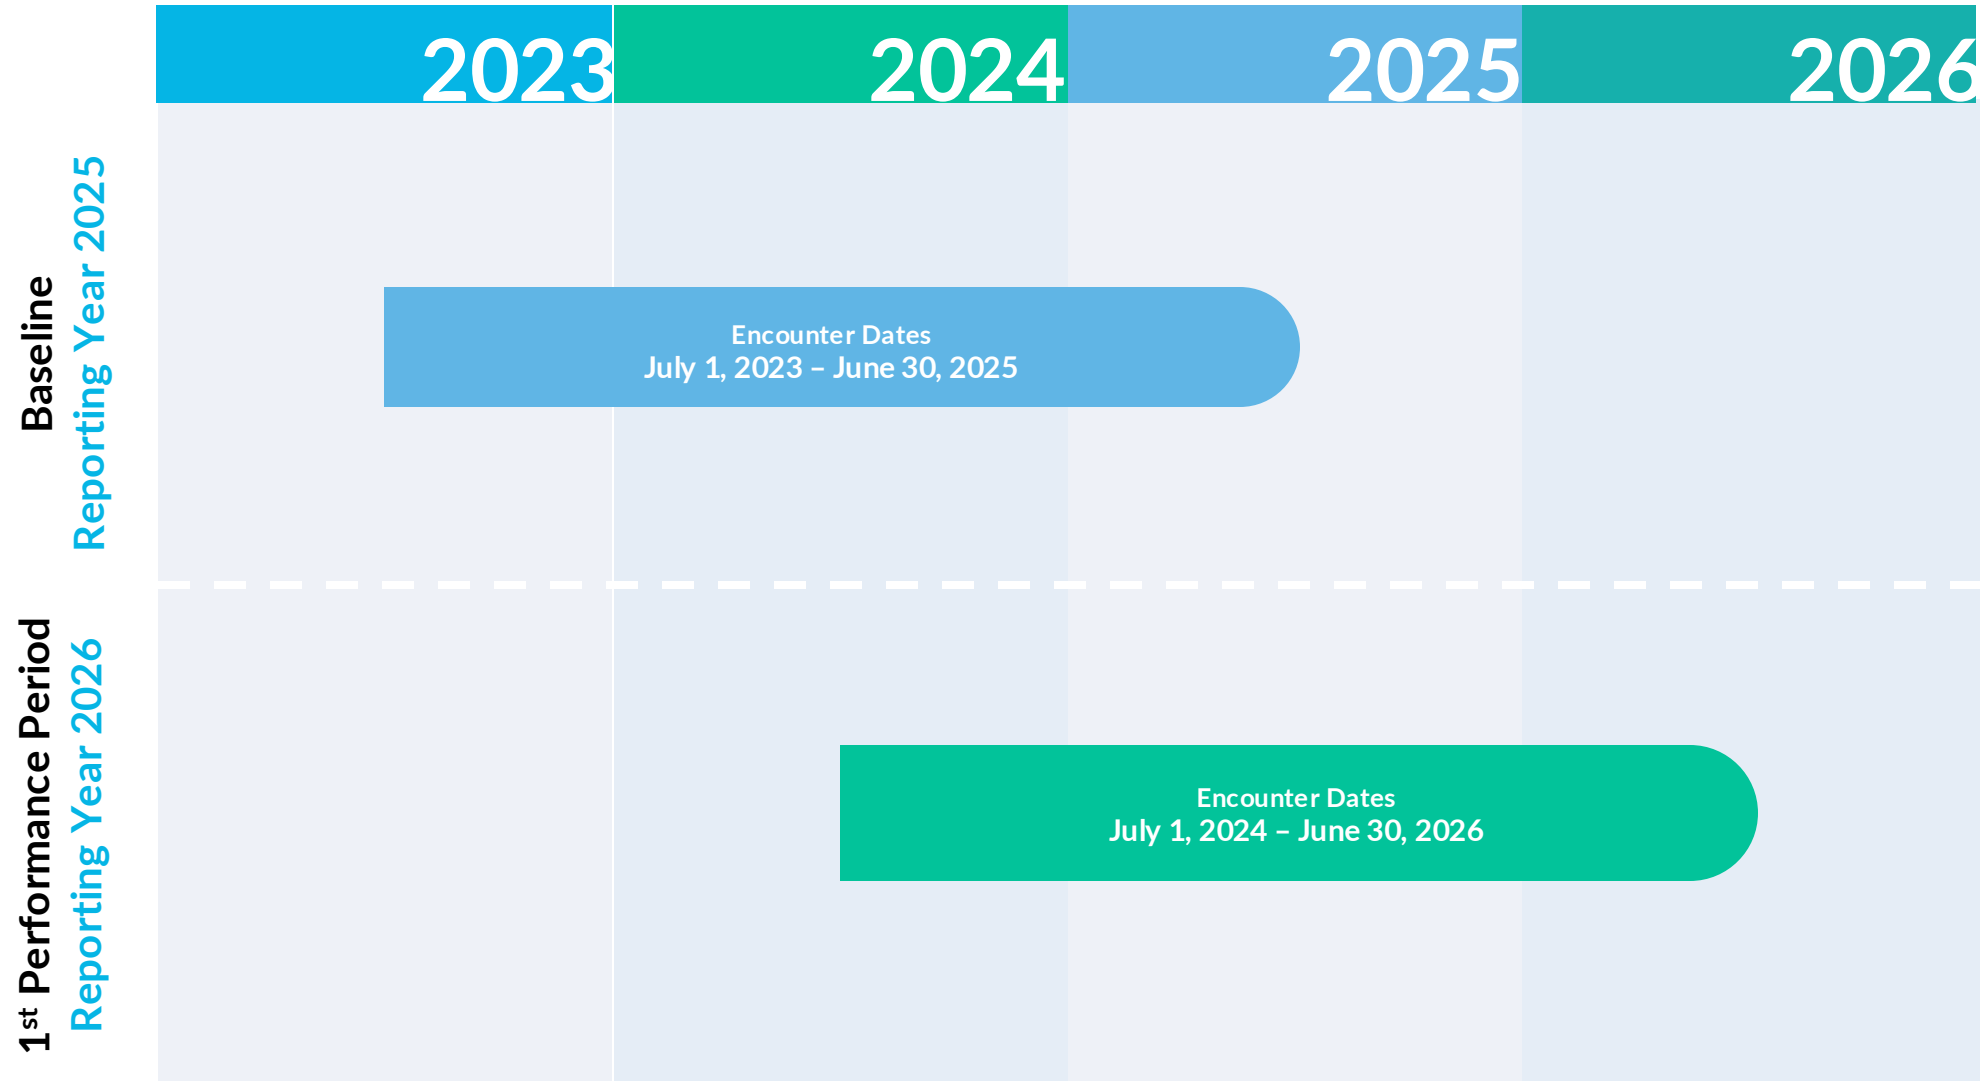 2023 2024 2025 2026
Baseline
Reporting Year 2025
Encounter Dates
July 1, 2023 – June 30, 2025
1st Performance Period
Reporting Year 2026
Encounter Dates
July 1, 2024 – June 30, 2026